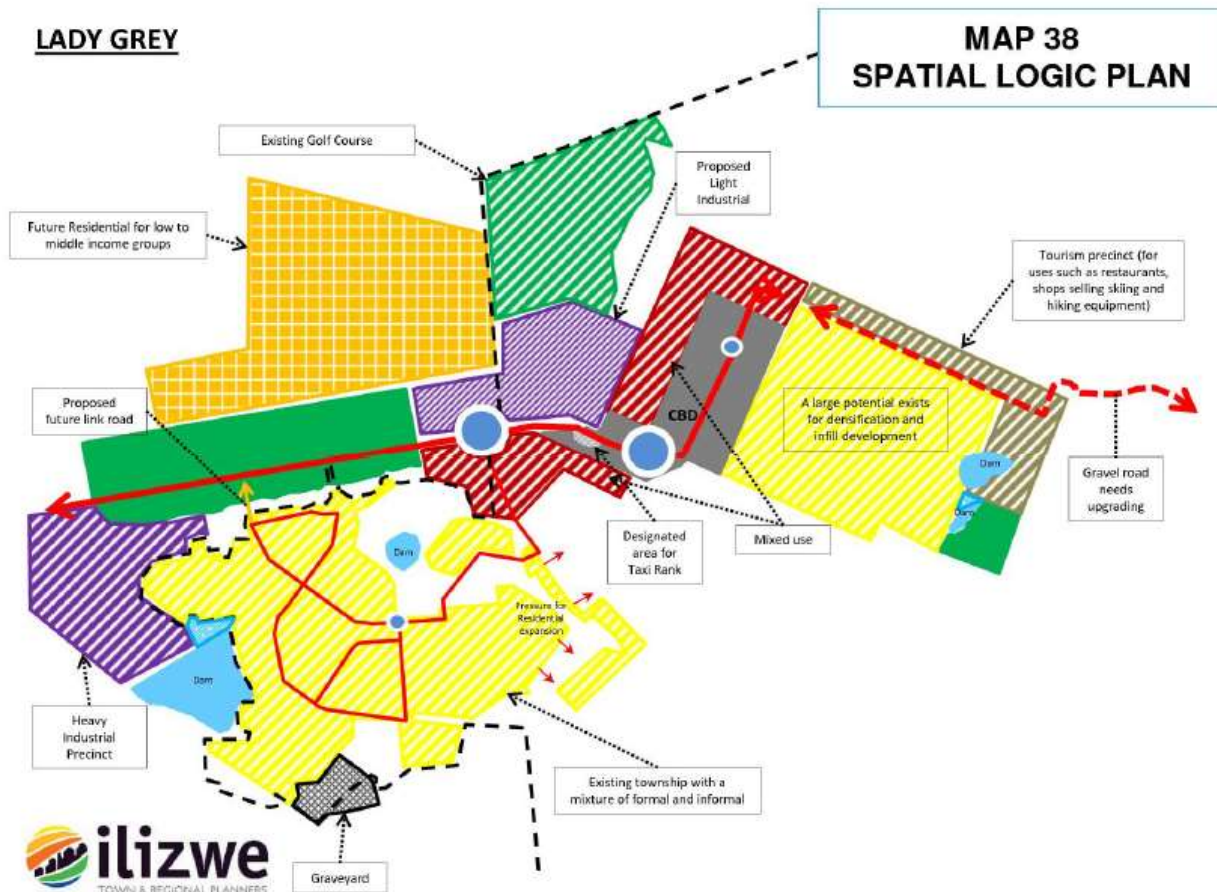 LADY GREY
MAP 38
SPATIAL LOGIC PLAN
Existing Golf Course
Proposed
Light
Industrial
Future Residential for low to
middle income groups
Tourism precinct (for
uses such as restaurants,
shops selling skiing and
hiking equipment)
Proposed
future link road
CBD
A large potential exists
for densification and
infill development
Dam
Dam
Gravel road
needs
upgrading
Designated
area for
Taxi Rank
Mixed use
Dam
Pressure for
Residential
expansion
Dam
Heavy
Industrial
Precinct
Existing township with a
mixture of formal and informal
Graveyard
ilizwe
TOWN & REGIONAL PLANNERS